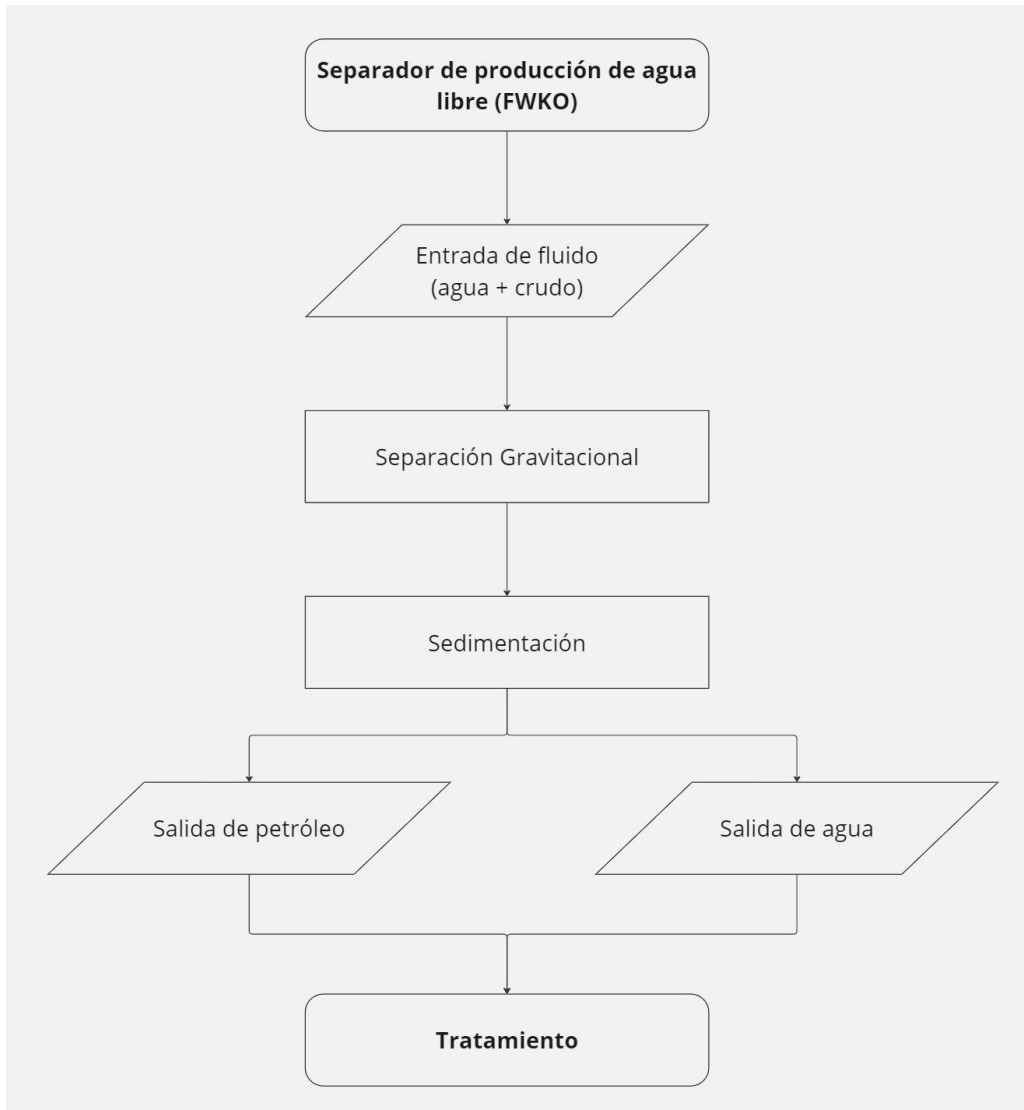 Separador de producción de agua
libre (FWKO)
Entrada de fluido
(agua + crudo)
Separación Gravitacional
Sedimentación
Salida de petróleo
Salida de agua
Tratamiento